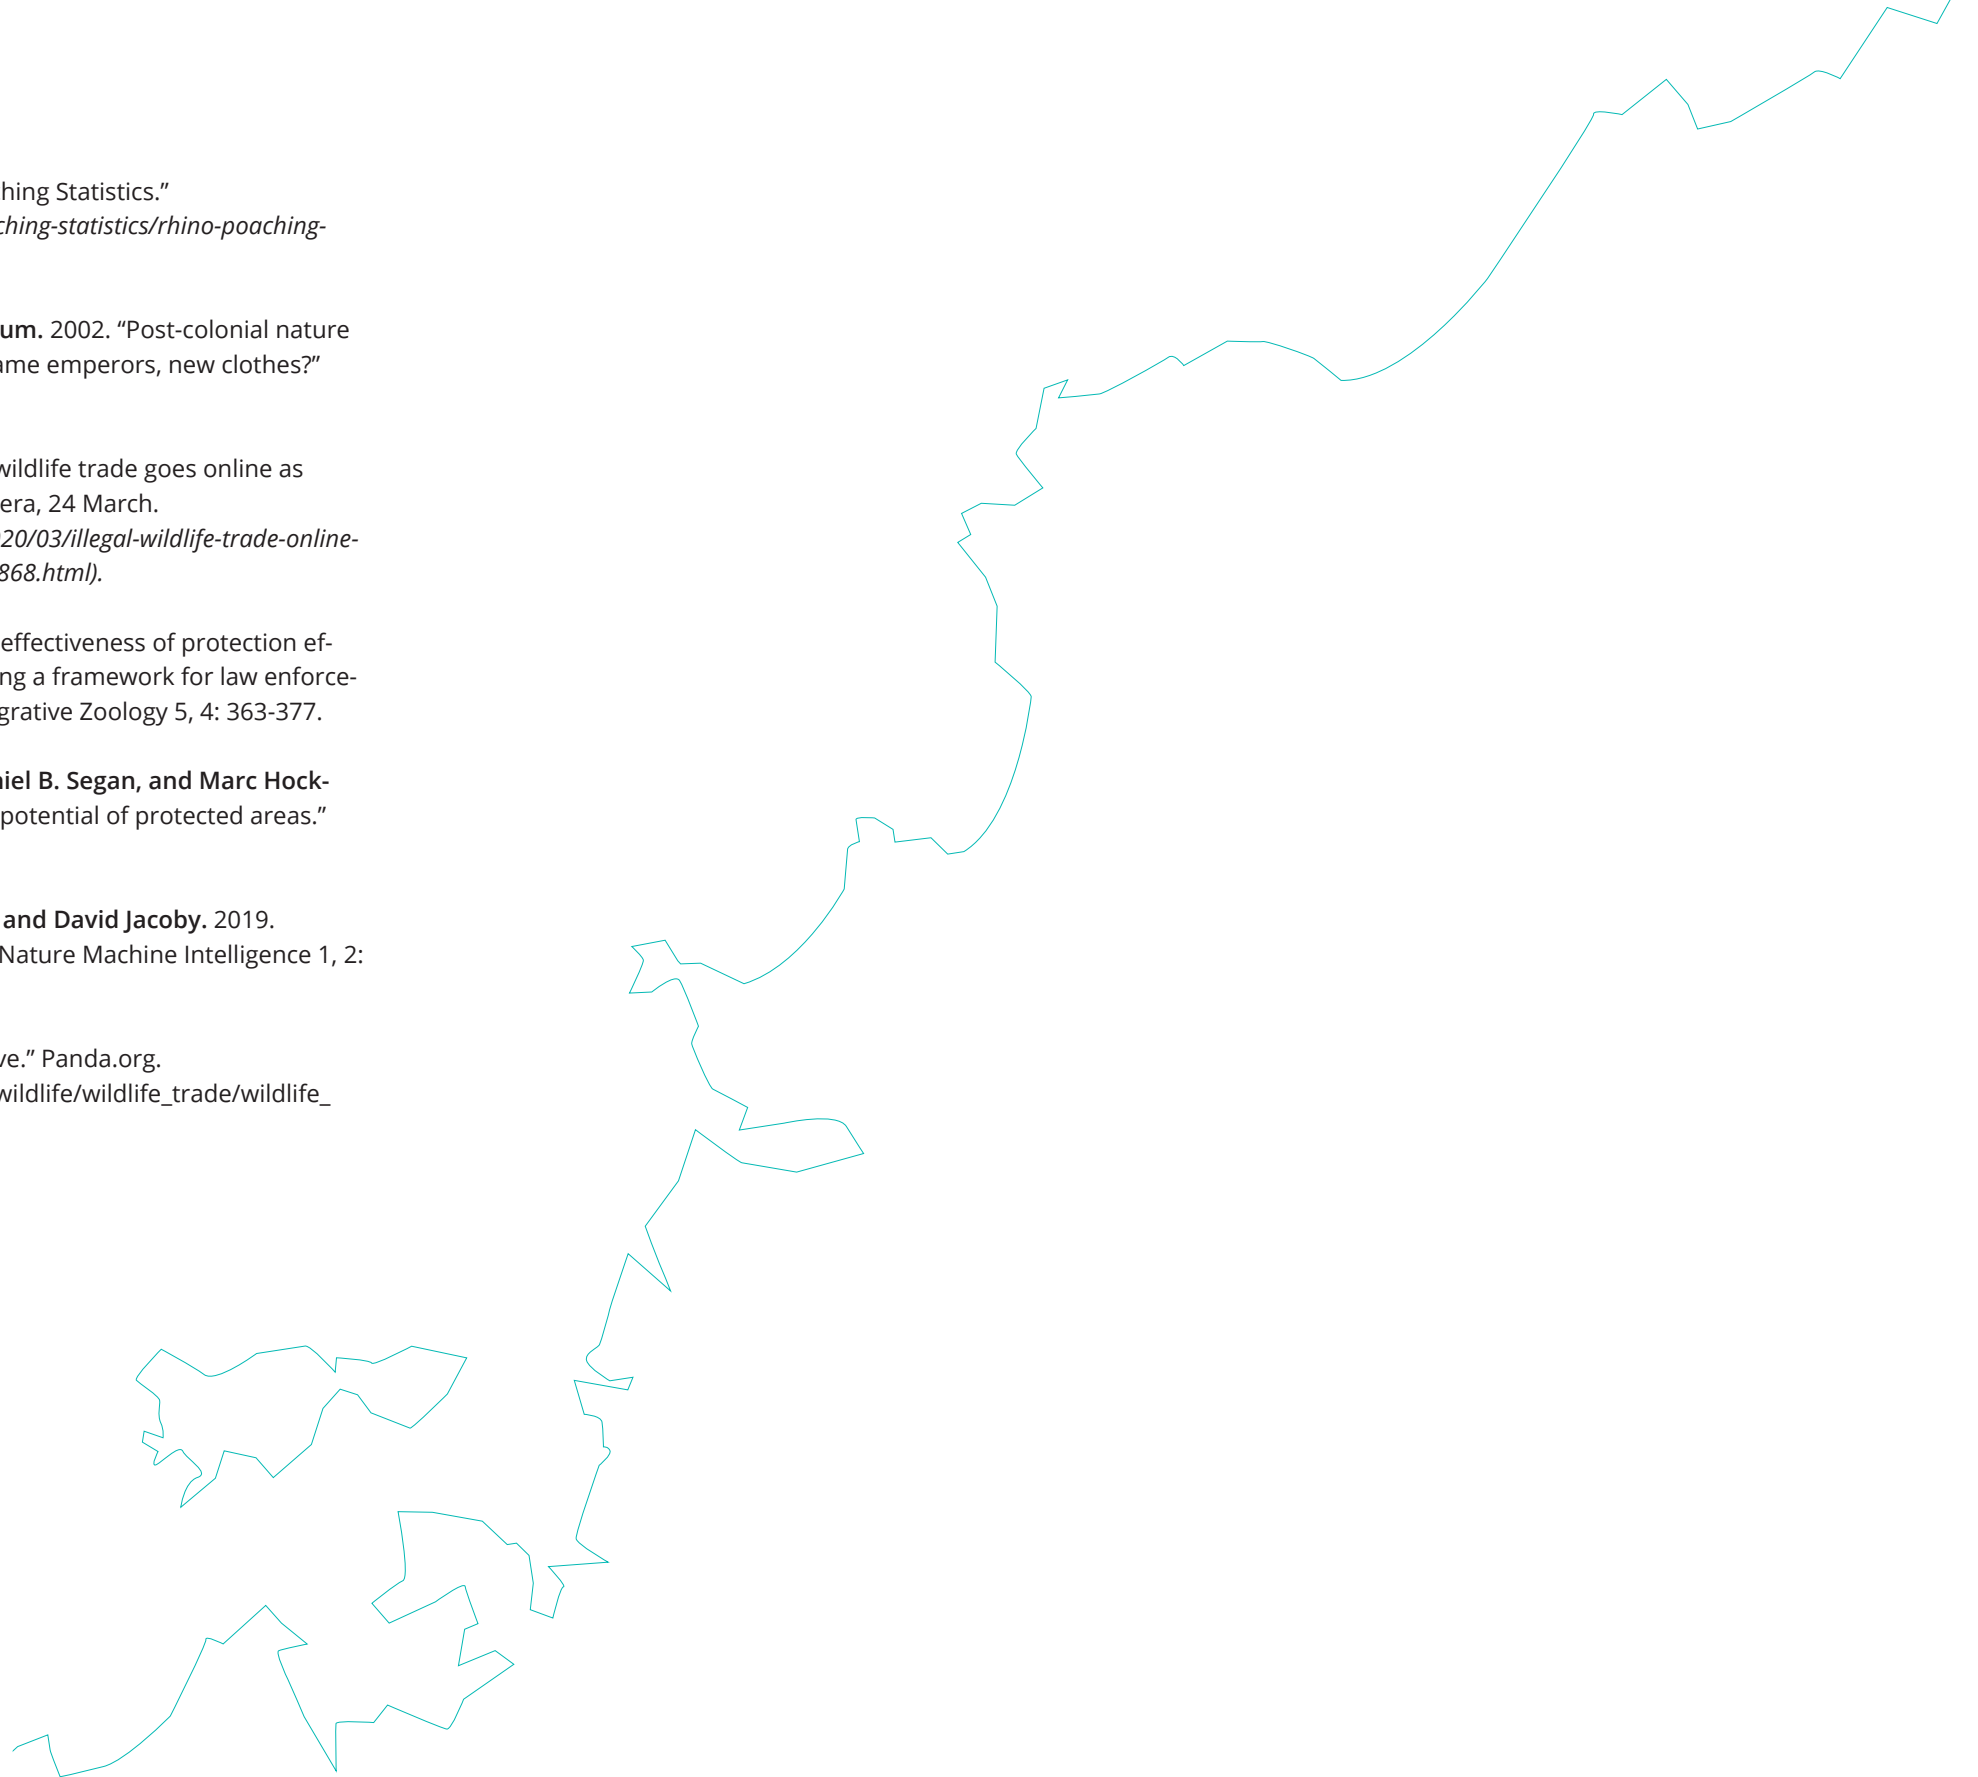 hing Statistics.”
ching-statistics/rhino-poaching-
um. 2002. “Post-colonial nature
ame emperors, new clothes?”
wildlife trade goes online as
era, 24 March.
020/03/illegal-wildlife-trade-online-
868.html).
effectiveness of protection ef-
ng a framework for law enforce-
grative Zoology 5, 4: 363-377.
niel B. Segan, and Marc Hock-
potential of protected areas.”
and David Jacoby. 2019.
Nature Machine Intelligence 1, 2:
ve.” Panda.org.
wildlife/wildlife_trade/wildlife_